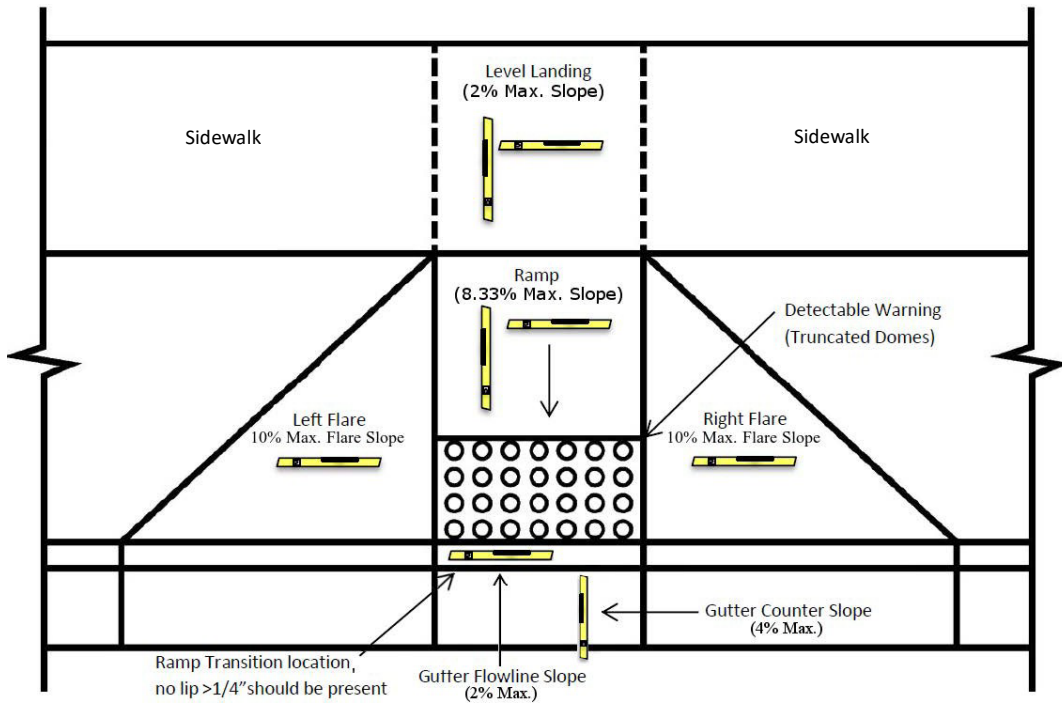 Level Landing
(2% Max. Slope)
Sidewalk
Sidewalk
Ramp
(8.33% Max. Slope)
Detectable Warning
(Truncated Domes)
Left Flare
10% Max. Flare Slope
Right Flare
10% Max. Flare Slope
Gutter Counter Slope
(4% Max.)
Ramp Transition location,
no lip >1/4" should be present
Gutter Flowline Slope
(2% Max.)